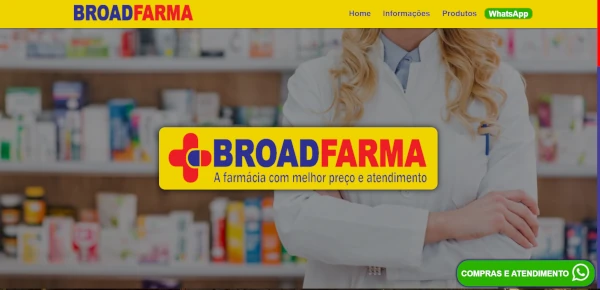 BROADFARMA
Home informações Produtos WhatsApp
BROADFARMA
A farmácia com melhor preço e atendimento
COMPRAS E ATENDIMENTO